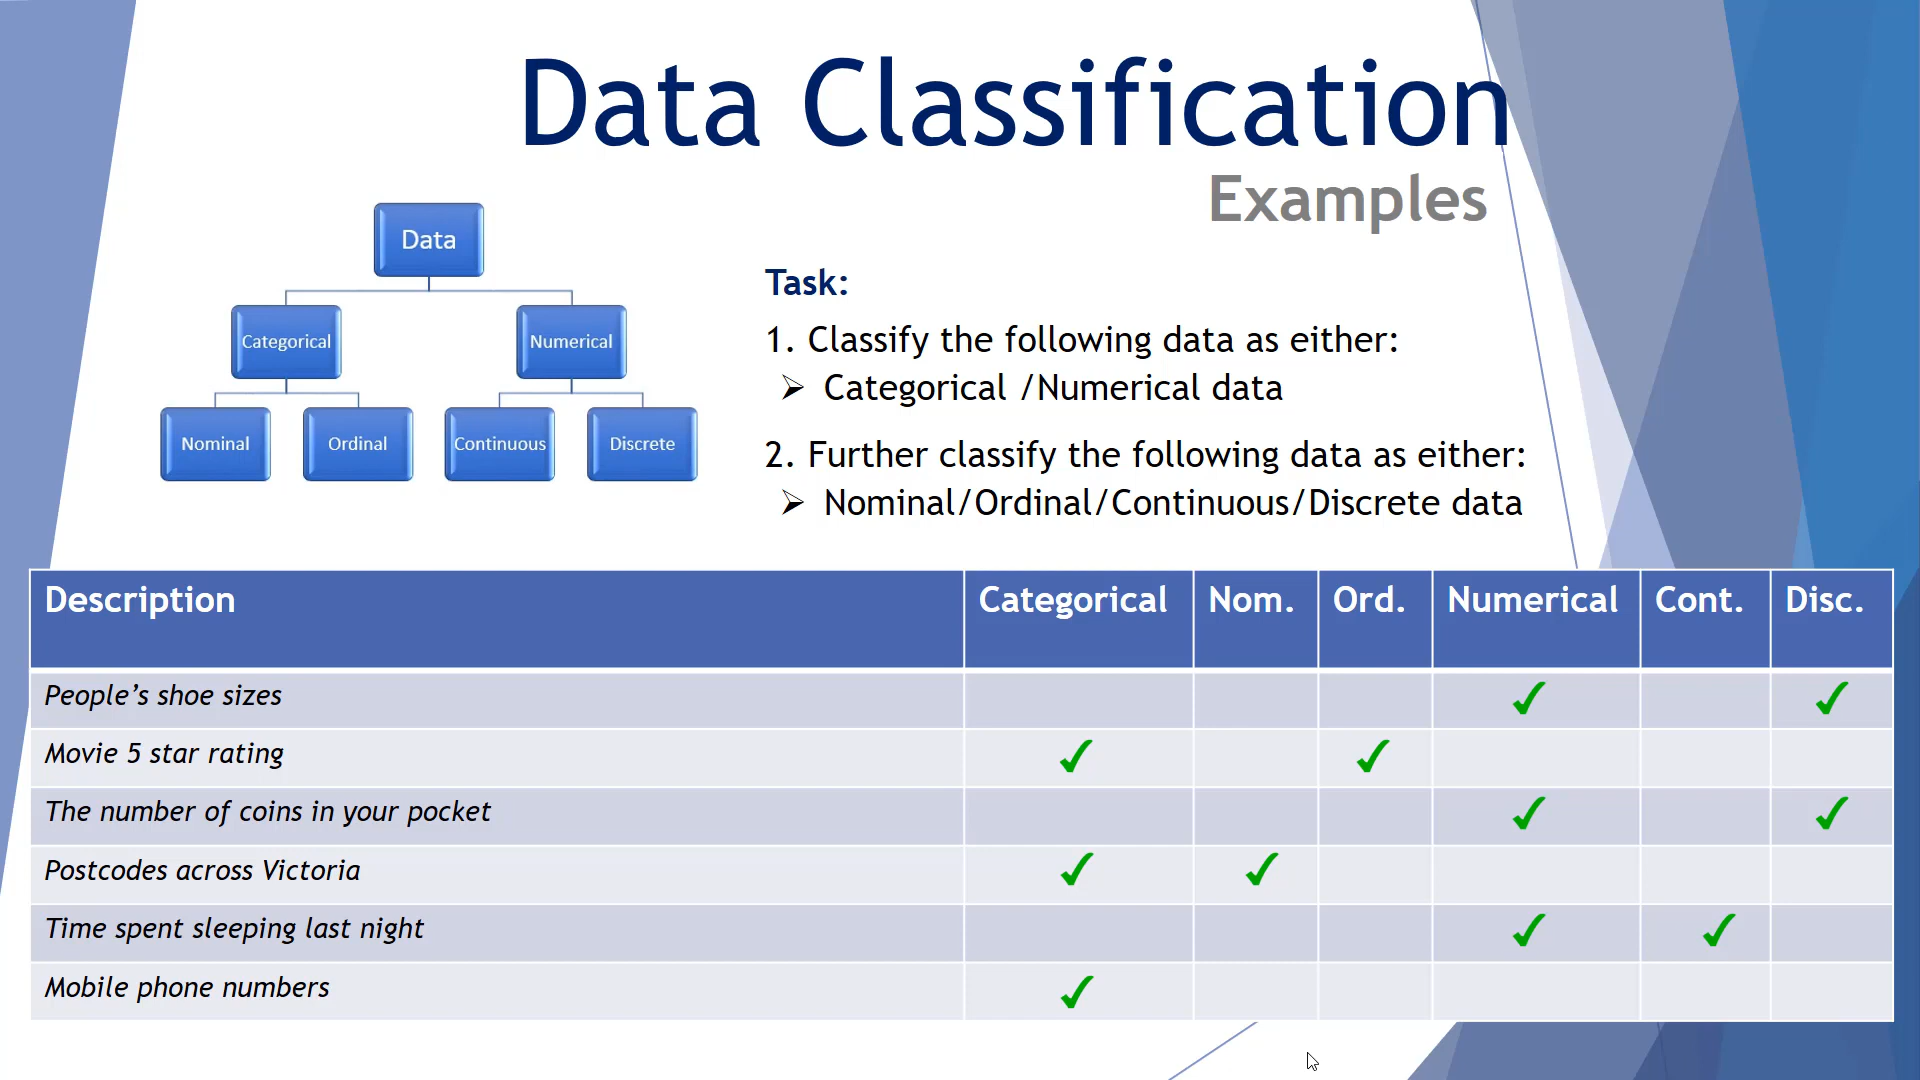 Data Classification
Examples
Data
Categorical
Numerical
Nominal
Ordinal
Continuous
Discrete
Task:
1. Classify the following data as either:
➢ Categorical /Numerical data
2. Further classify the following data as either:
➢ Nominal/Ordinal/Continuous/Discrete data
Description Categorical Nom. Ord. Numerical Cont. Disc.
People’s shoe sizes ✓ ✓
Movie 5 star rating ✓ ✓
The number of coins in your pocket ✓ ✓
Postcodes across Victoria ✓ ✓
Time spent sleeping last night ✓ ✓
Mobile phone numbers ✓